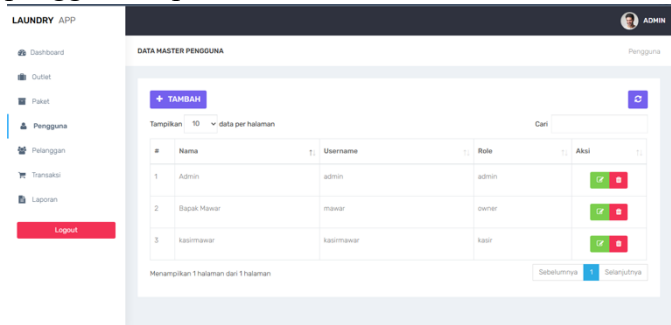 LAUNDRY APP
ADMIN
Dashboard
Outlet
Paket
Pengguna
Pelanggan
Transaksi
Laporan
Logout
DATA MASTER PENGGUNA
Pengguna
+ TAMBAH
Tampilkan 10 data per halaman
Cari
# Nama Username Role Aksi
1 Admin admin admin
2 Bapak Mawar mawar owner
3 kasirmawar kasirmawar kasir
Menampilkan 1 halaman dari 1 halaman
Sebelumnya 1 Selanjutnya